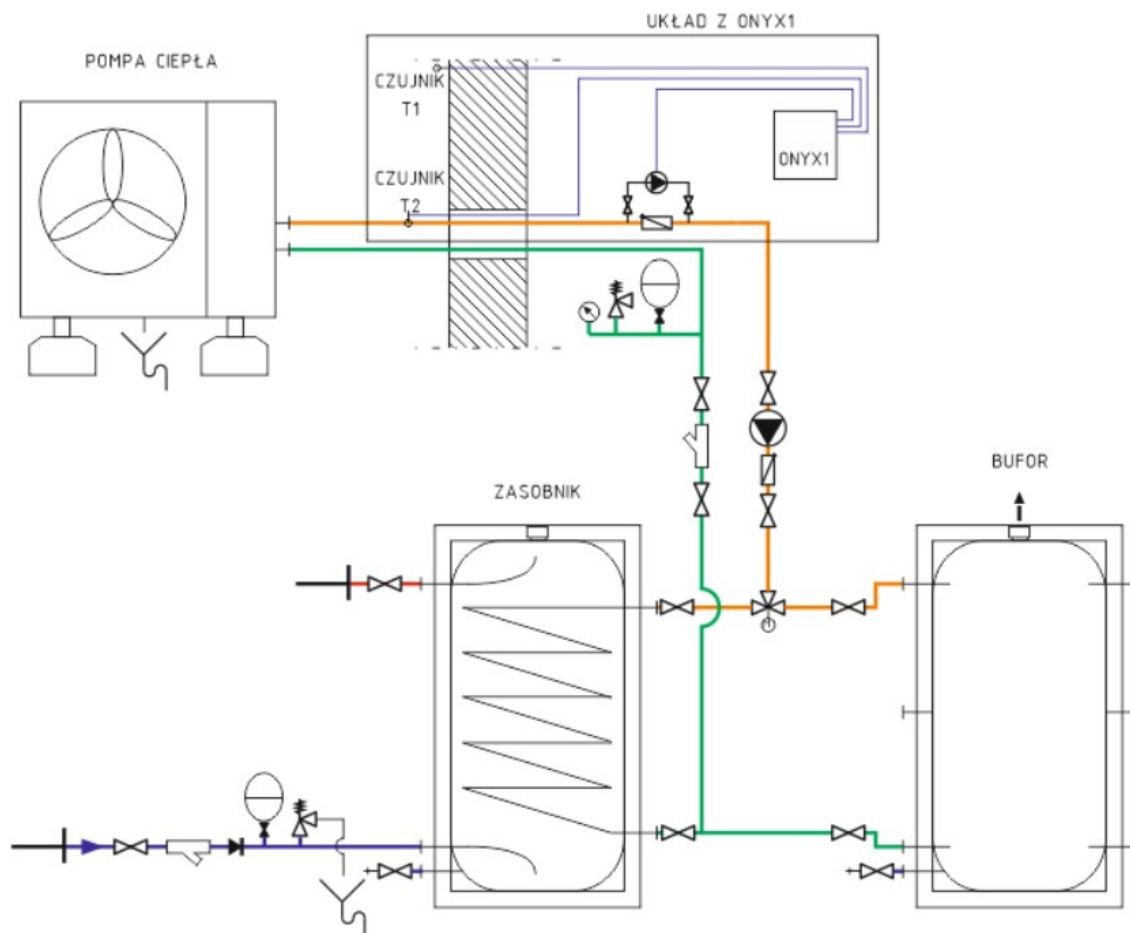 UKŁAD Z ONYX1
POMPA CIEPŁA
CZUJNIK
T1
ONYX1
CZUJNIK
T2
BUFOR
ZASOBNIK